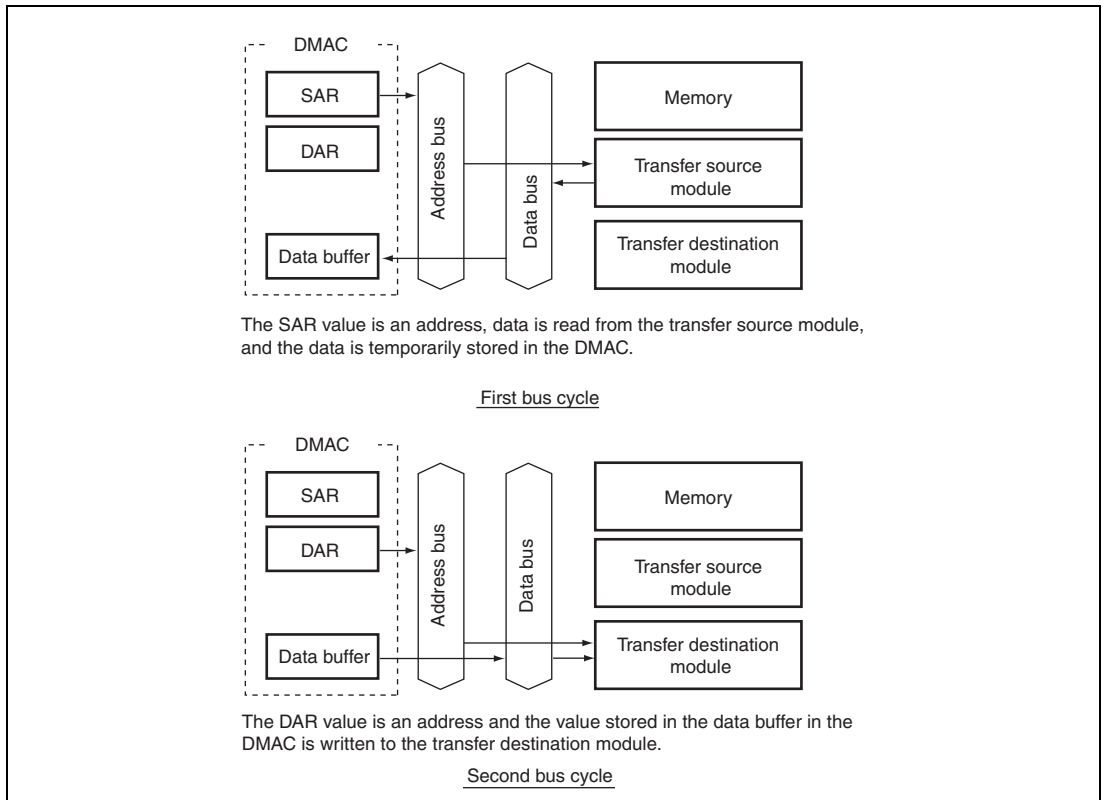 DMAC
SAR
DAR
Data buffer
Address bus
Data bus
Memory
Transfer source
module
Transfer destination
module
The SAR value is an address, data is read from the transfer source module,
and the data is temporarily stored in the DMAC.
First bus cycle
DMAC
SAR
DAR
Data buffer
Address bus
Data bus
Memory
Transfer source
module
Transfer destination
module
The DAR value is an address and the value stored in the data buffer in the
DMAC is written to the transfer destination module.
Second bus cycle